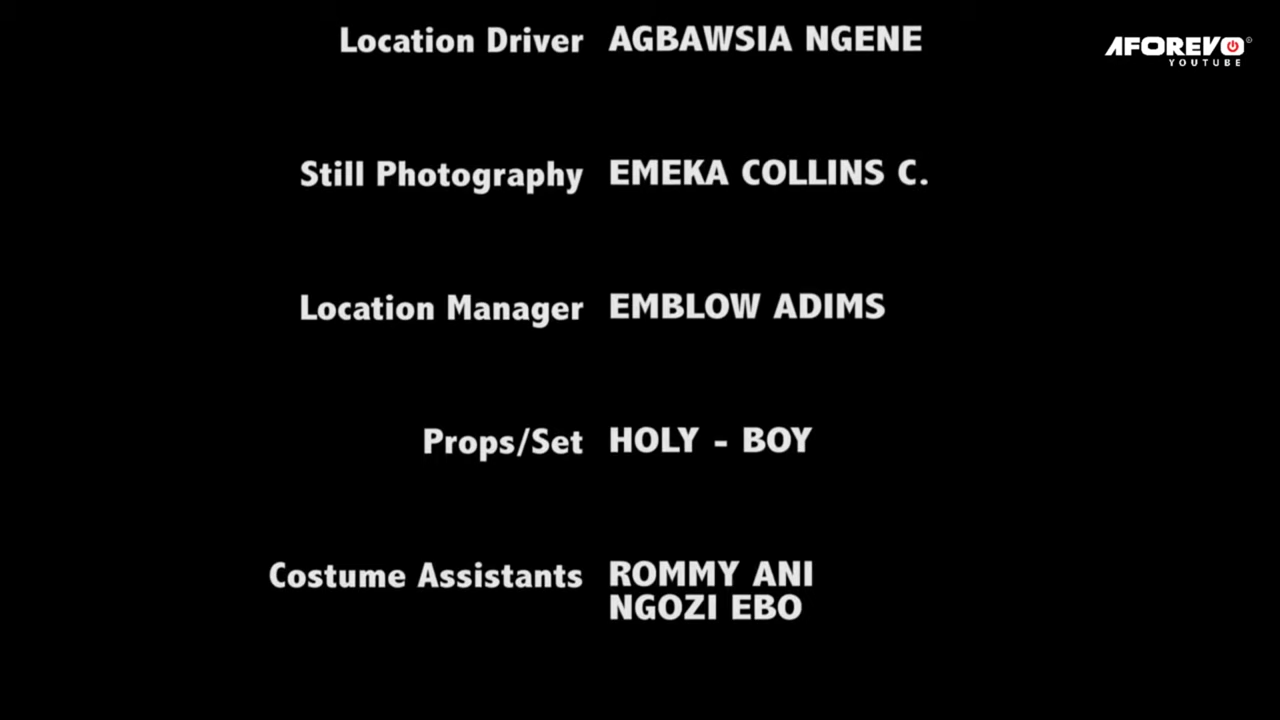 Location Driver AGBAWSIA NGENE
AFOREVO
YOUTUBE
Still Photography EMEKA COLLINS C.
Location Manager EMBLOW ADIMS
Props/Set HOLY - BOY
Costume Assistants ROMMY ANI
NGOZI EBO